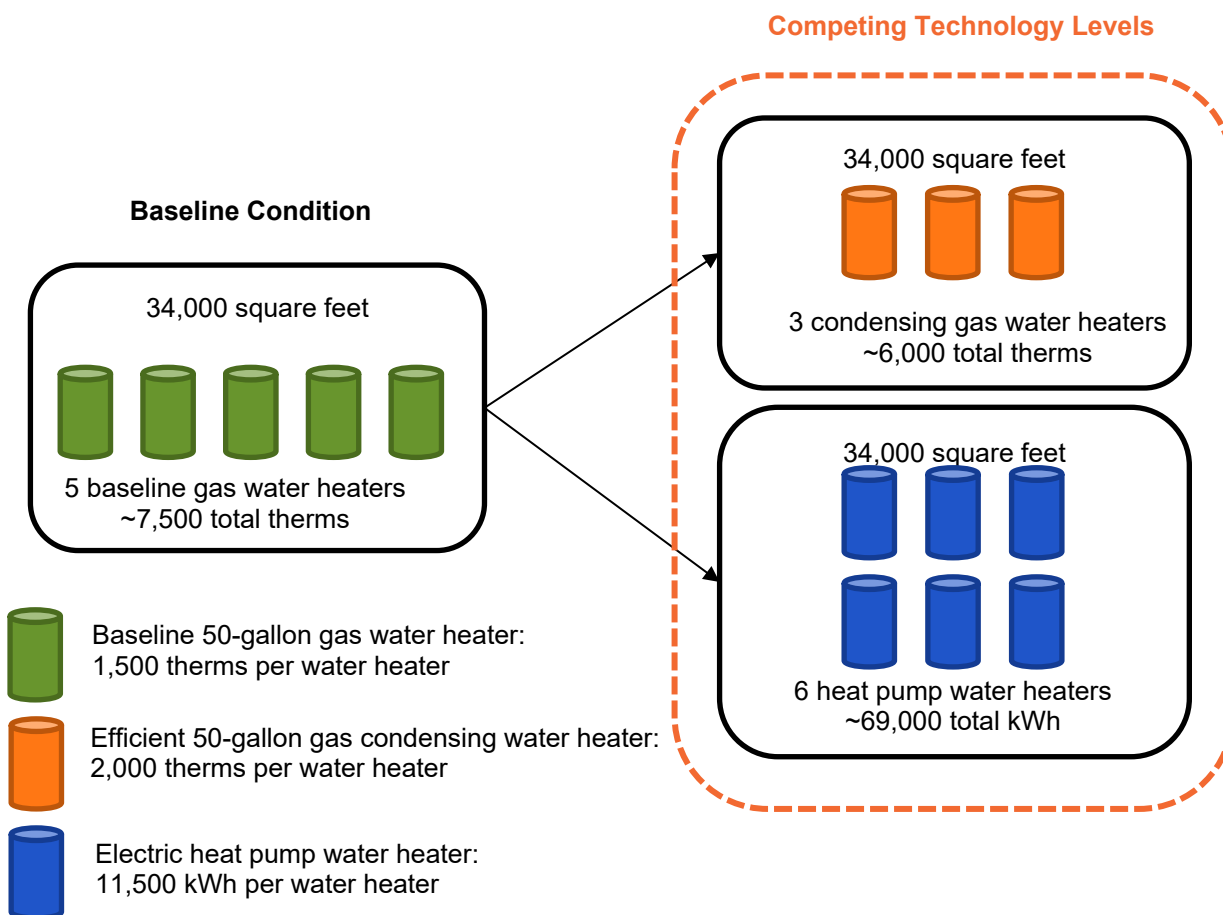 Competing Technology Levels
Baseline Condition
34,000 square feet
5 baseline gas water heaters
~7,500 total therms
34,000 square feet
3 condensing gas water heaters
~6,000 total therms
34,000 square feet
6 heat pump water heaters
~69,000 total kWh
Baseline 50-gallon gas water heater:
1,500 therms per water heater
Efficient 50-gallon gas condensing water heater:
2,000 therms per water heater
Electric heat pump water heater:
11,500 kWh per water heater